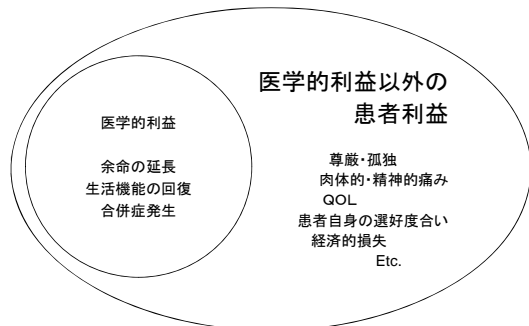 医学的利益以外の
患者利益
医学的利益
余命の延長
生活機能の回復
合併症発生
尊厳・孤独
肉体的・精神的痛み
QOL
患者自身の選好度合い
経済的損失
Etc.